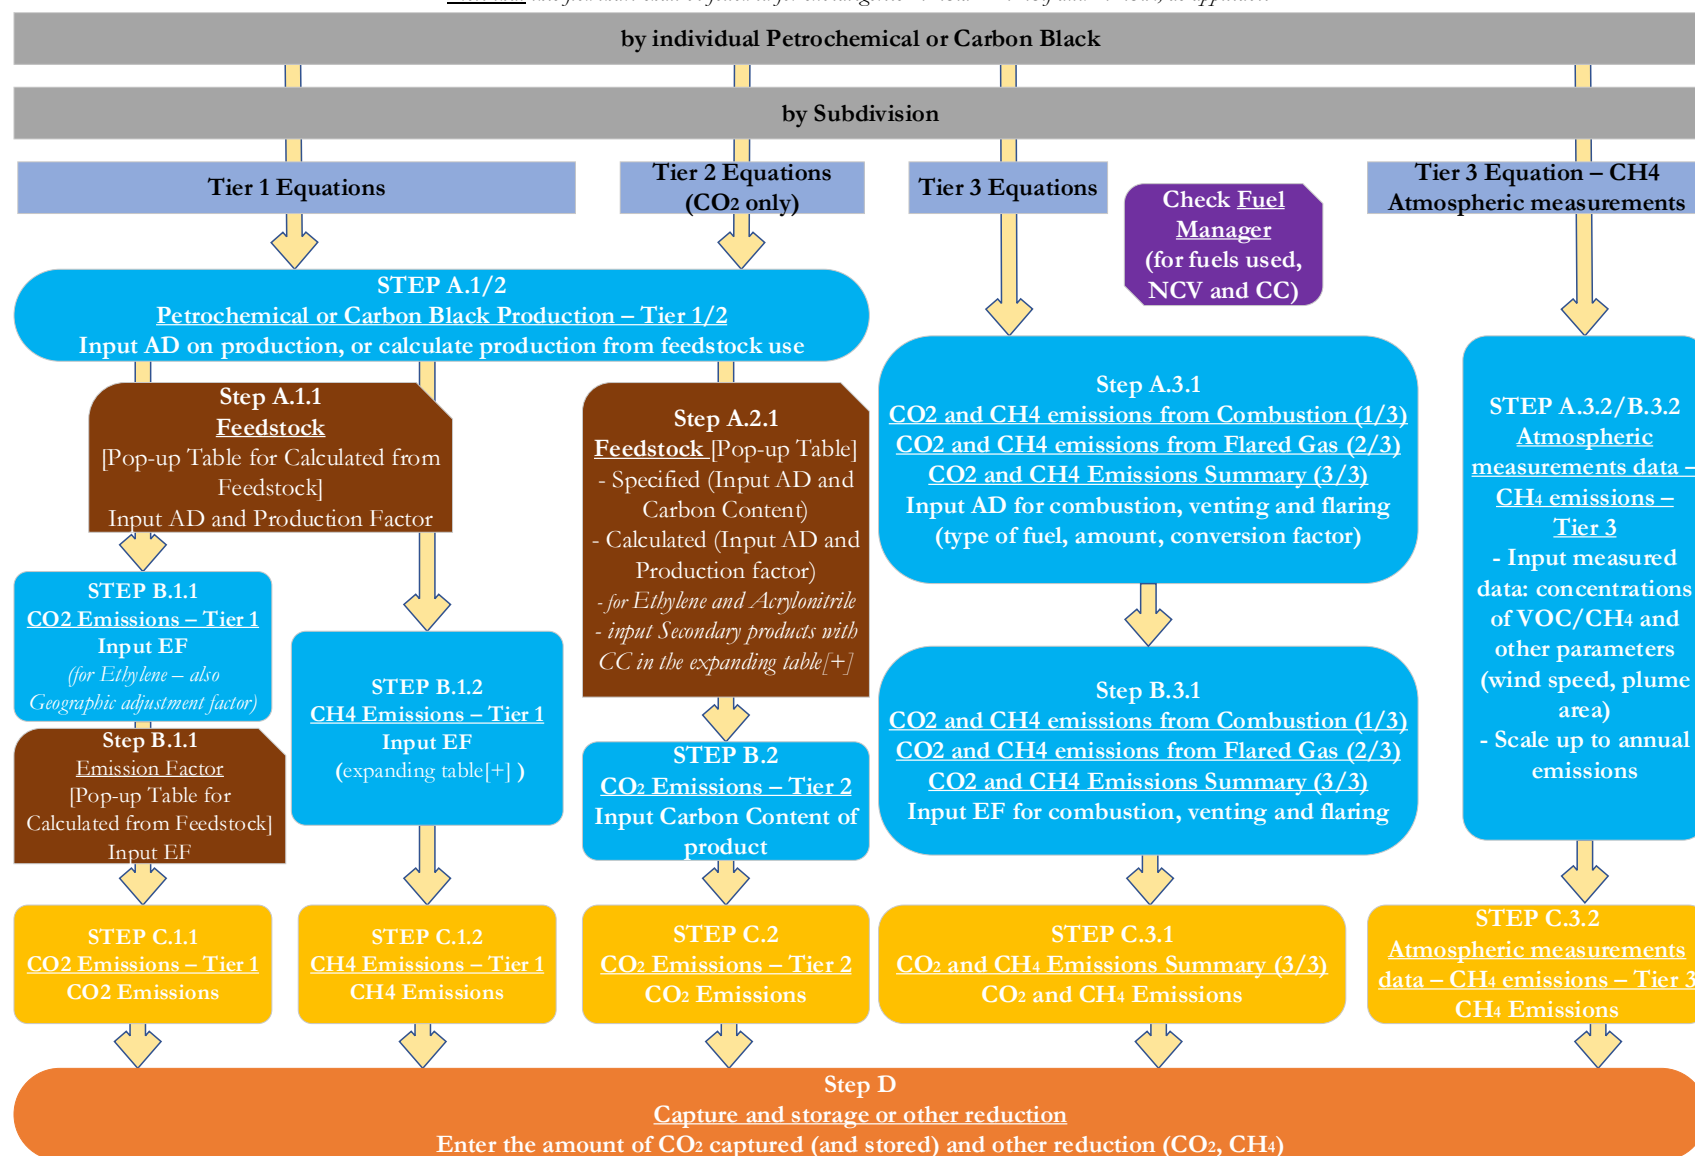 by individual Petrochemical or Carbon Black
by Subdivision
Tier 1 Equations
Tier 2 Equations
(CO2 only)
Tier 3 Equations
Check Fuel
Manager
(for fuels used,
NCV and CC)
Tier 3 Equation – CH4
Atmospheric measurements
STEP A.1/2
Petrochemical or Carbon Black Production – Tier 1/2
Input AD on production, or calculate production from feedstock use
Step A.1.1
Feedstock
[Pop-up Table for Calculated from
Feedstock]
Input AD and Production Factor
Step A.2.1
Feedstock [Pop-up Table]
- Specified (Input AD and
Carbon Content)
- Calculated (Input AD and
Production factor)
- for Ethylene and Acrylonitrile
- input Secondary products with
CC in the expanding table[+]
Step A.3.1
CO2 and CH4 emissions from Combustion (1/3)
CO2 and CH4 emissions from Flared Gas (2/3)
CO2 and CH4 Emissions Summary (3/3)
Input AD for combustion, venting and flaring
(type of fuel, amount, conversion factor)
STEP A.3.2/B.3.2
Atmospheric
measurements data –
CH4 emissions –
Tier 3
- Input measured
data: concentrations
of VOC/CH4 and
other parameters
(wind speed, plume
area)
- Scale up to annual
emissions
STEP B.1.1
CO2 Emissions – Tier 1
Input EF
(for Ethylene – also
Geographic adjustment factor)
Step B.1.1
Emission Factor
[Pop-up Table for
Calculated from Feedstock]
Input EF
STEP B.1.2
CH4 Emissions – Tier 1
Input EF
(expanding table[+] )
STEP B.2
CO2 Emissions – Tier 2
Input Carbon Content of
product
Step B.3.1
CO2 and CH4 emissions from Combustion (1/3)
CO2 and CH4 emissions from Flared Gas (2/3)
CO2 and CH4 Emissions Summary (3/3)
Input EF for combustion, venting and flaring
STEP C.1.1
CO2 Emissions – Tier 1
CO2 Emissions
STEP C.1.2
CH4 Emissions – Tier 1
CH4 Emissions
STEP C.2
CO2 Emissions – Tier 2
CO2 Emissions
STEP C.3.1
CO2 and CH4 Emissions Summary (3/3)
CO2 and CH4 Emissions
STEP C.3.2
Atmospheric measurements
data – CH4 emissions – Tier 3
CH4 Emissions
Step D
Capture and storage or other reduction
Enter the amount of CO2 captured (and stored) and other reduction (CO2, CH4)